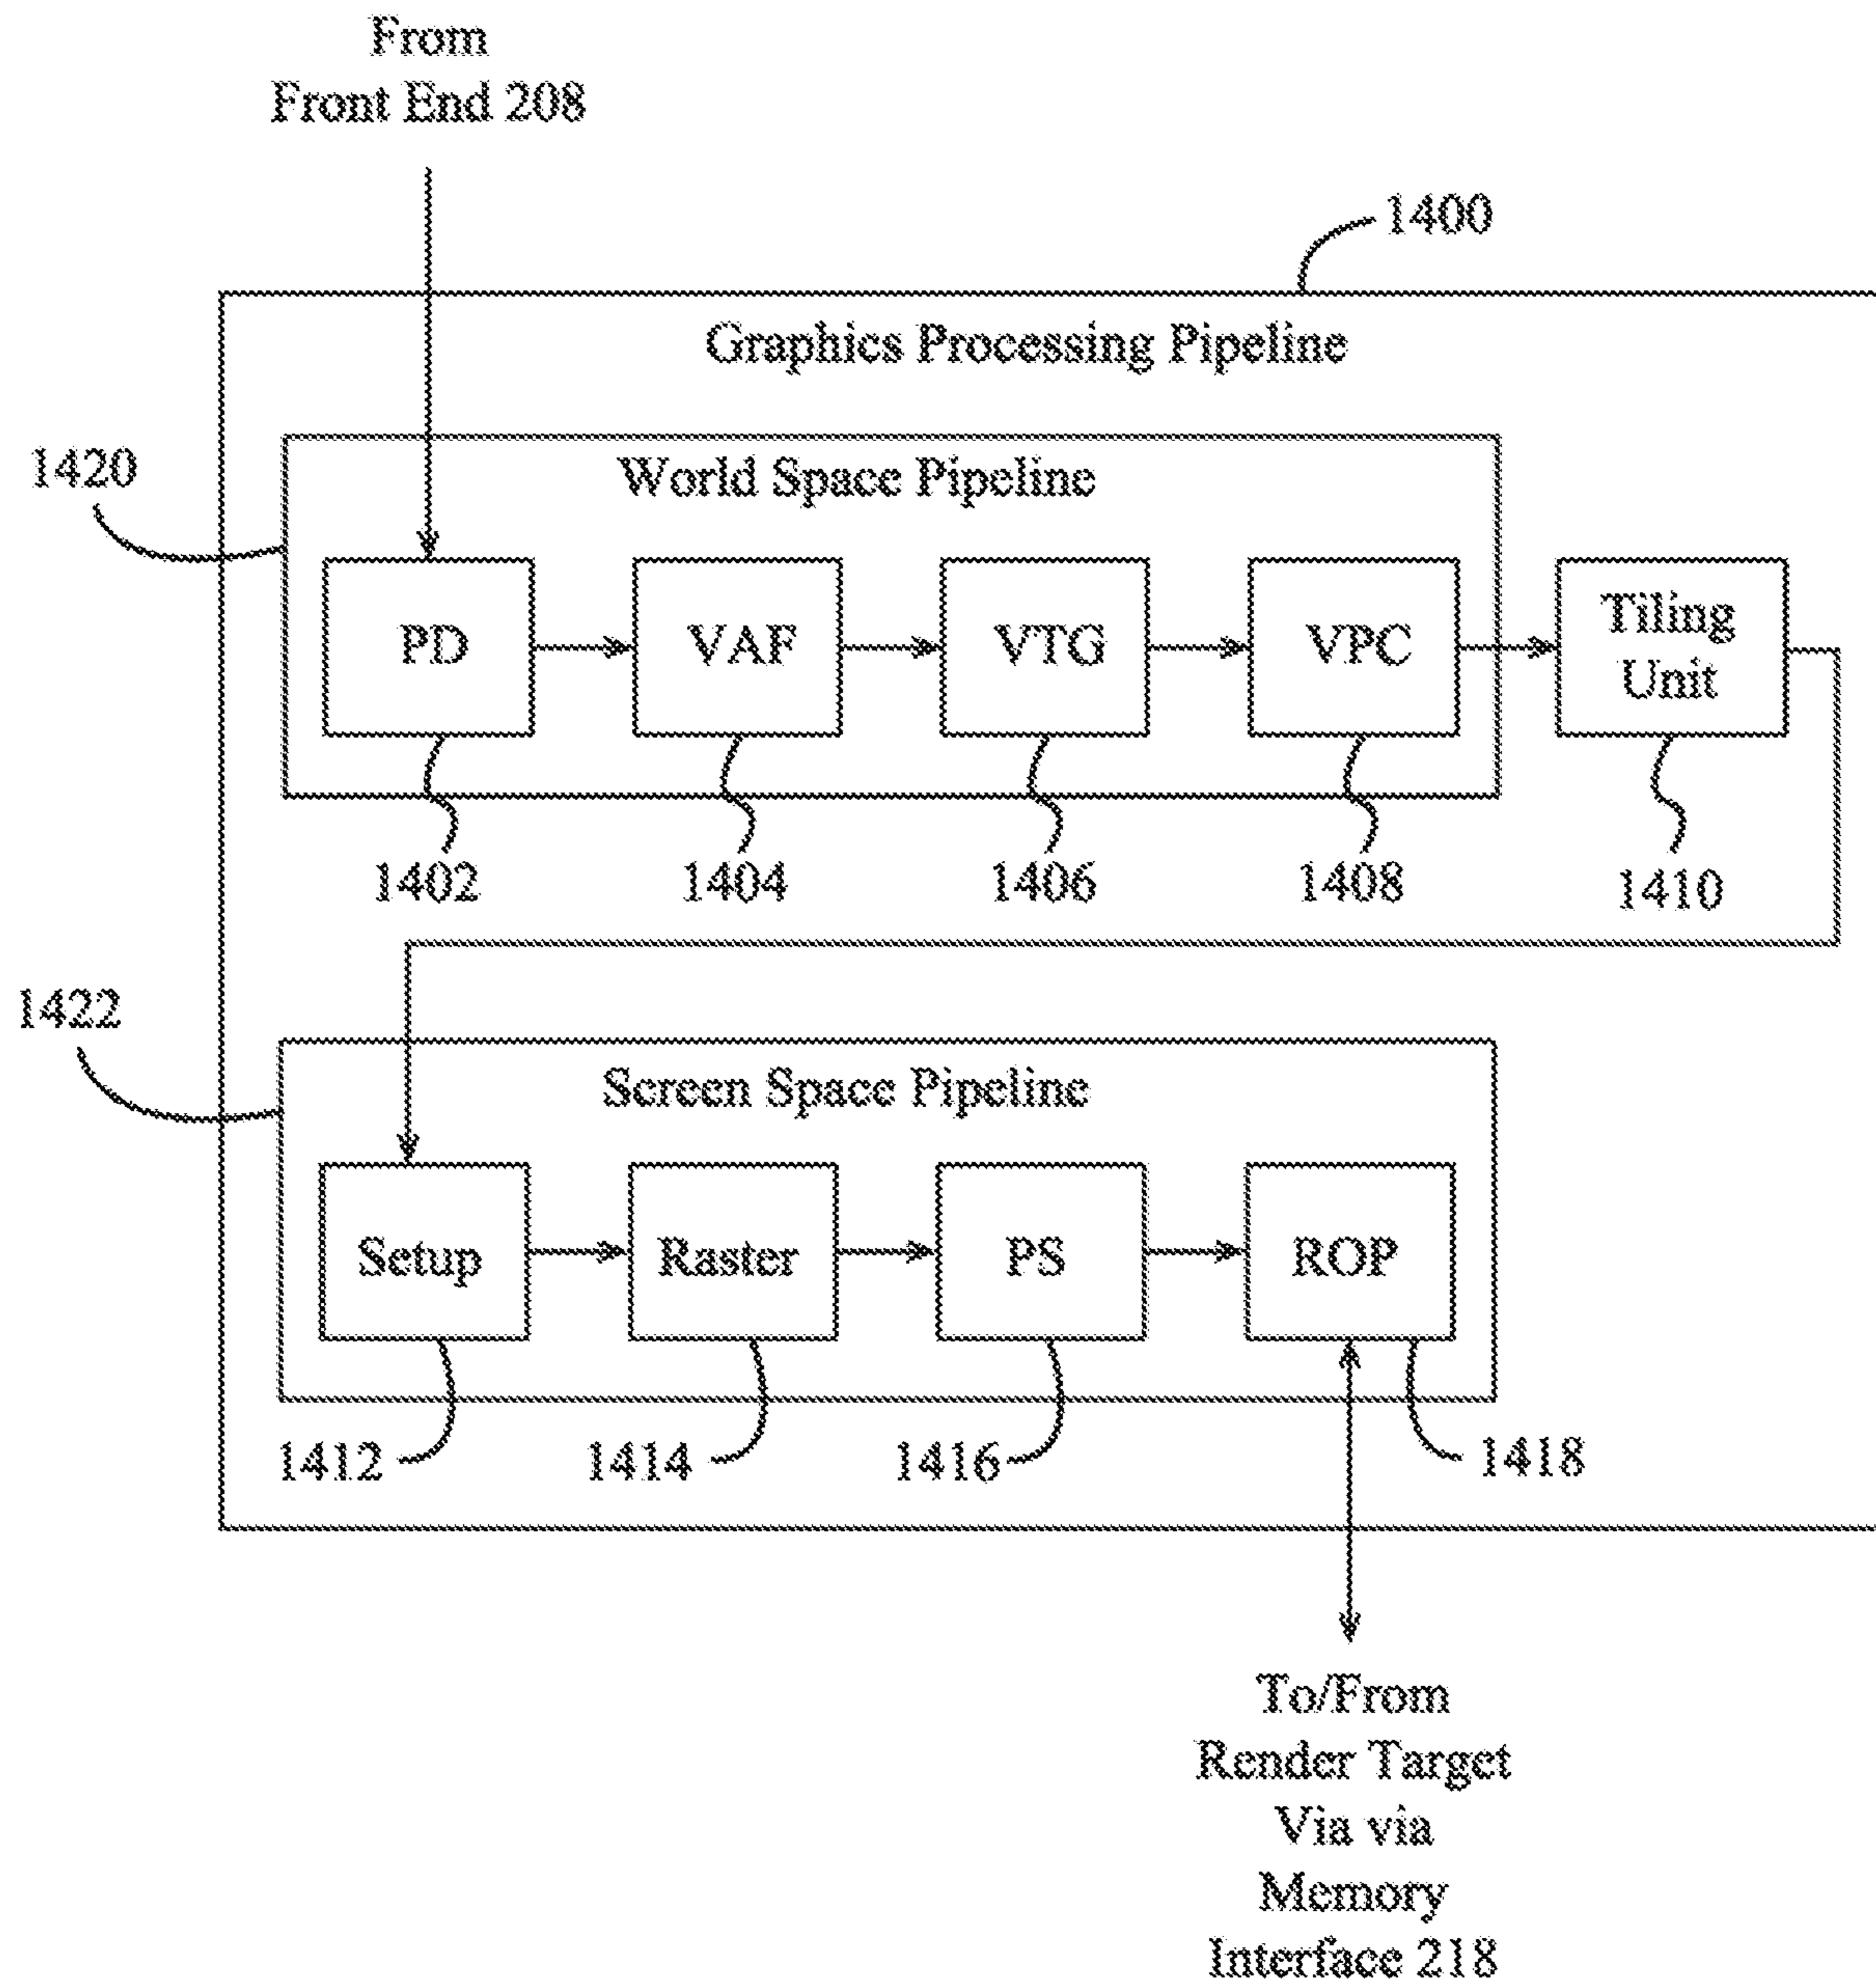 From
Front End 208
1400
Graphics Processing Pipeline
1420
World Space Pipeline
PD
VAF
VTG
VPC
Tiling
Unit
1402
1404
1406
1408
1410
1422
Screen Space Pipeline
Setup
Raster
PS
ROP
1412
1414
1416
1418
To/From
Render Target
Via via
Memory
Interface 218